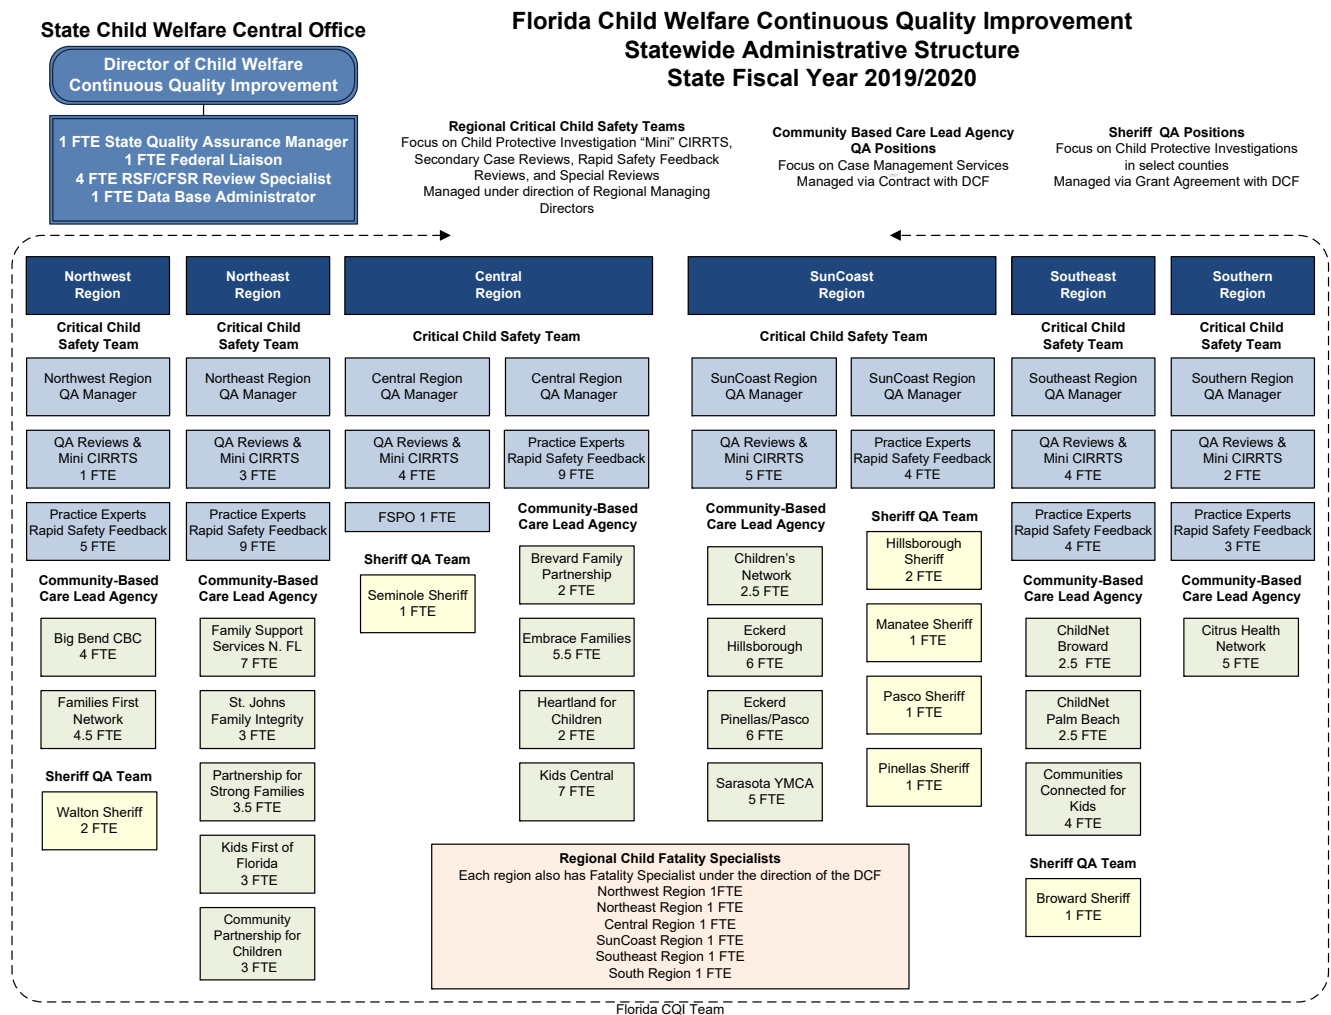 State Child Welfare Central Office
Director of Child Welfare
Continuous Quality Improvement
1 FTE State Quality Assurance Manager
1 FTE Federal Liaison
4 FTE RSF/CFSR Review Specialist
1 FTE Data Base Administrator
Florida Child Welfare Continuous Quality Improvement
Statewide Administrative Structure
State Fiscal Year 2019/2020
Regional Critical Child Safety Teams
Focus on Child Protective Investigation “Mini” CIRRTS,
Secondary Case Reviews, Rapid Safety Feedback
Reviews, and Special Reviews
Managed under direction of Regional Managing
Directors
Community Based Care Lead Agency
QA Positions
Focus on Case Management Services
Managed via Contract with DCF
Sheriff QA Positions
Focus on Child Protective Investigations
in select counties
Managed via Grant Agreement with DCF
Northwest
Region
Critical Child
Safety Team
Northwest Region
QA Manager
QA Reviews &
Mini CIRRTS
1 FTE
Practice Experts
Rapid Safety Feedback
5 FTE
Community-Based
Care Lead Agency
Big Bend CBC
4 FTE
Families First
Network
4.5 FTE
Sheriff QA Team
Walton Sheriff
2 FTE
Northeast
Region
Critical Child
Safety Team
Northeast Region
QA Manager
QA Reviews &
Mini CIRRTS
3 FTE
Practice Experts
Rapid Safety Feedback
9 FTE
Community-Based
Care Lead Agency
Family Support
Services N. FL
7 FTE
St. Johns
Family Integrity
3 FTE
Partnership for
Strong Families
3.5 FTE
Kids First of
Florida
3 FTE
Community
Partnership for
Children
3 FTE
Central
Region
Critical Child Safety Team
Central Region
QA Manager
QA Reviews &
Mini CIRRTS
4 FTE
FSPO 1 FTE
Sheriff QA Team
Seminole Sheriff
1 FTE
Central Region
QA Manager
Practice Experts
Rapid Safety Feedback
9 FTE
Community-Based
Care Lead Agency
Brevard Family
Partnership
2 FTE
Embrace Families
5.5 FTE
Heartland for
Children
2 FTE
Kids Central
7 FTE
SunCoast
Region
Critical Child Safety Team
SunCoast Region
QA Manager
QA Reviews &
Mini CIRRTS
5 FTE
Community-Based
Care Lead Agency
Children’s
Network
2.5 FTE
Eckerd
Hillsborough
6 FTE
Eckerd
Pinellas/Pasco
6 FTE
Sarasota YMCA
5 FTE
SunCoast Region
QA Manager
Practice Experts
Rapid Safety Feedback
4 FTE
Sheriff QA Team
Hillsborough
Sheriff
2 FTE
Manatee Sheriff
1 FTE
Pasco Sheriff
1 FTE
Pinellas Sheriff
1 FTE
Southeast
Region
Critical Child
Safety Team
Southeast Region
QA Manager
QA Reviews &
Mini CIRRTS
4 FTE
Practice Experts
Rapid Safety Feedback
4 FTE
Community-Based
Care Lead Agency
ChildNet
Broward
2.5 FTE
ChildNet
Palm Beach
2.5 FTE
Communities
Connected for
Kids
4 FTE
Sheriff QA Team
Broward Sheriff
1 FTE
Southern
Region
Critical Child
Safety Team
Southern Region
QA Manager
QA Reviews &
Mini CIRRTS
2 FTE
Practice Experts
Rapid Safety Feedback
3 FTE
Community-Based
Care Lead Agency
Citrus Health
Network
5 FTE
Regional Child Fatality Specialists
Each region also has Fatality Specialist under the direction of the DCF
Northwest Region 1FTE
Northeast Region 1 FTE
Central Region 1 FTE
SunCoast Region 1 FTE
Southeast Region 1 FTE
South Region 1 FTE
Florida CQI Team